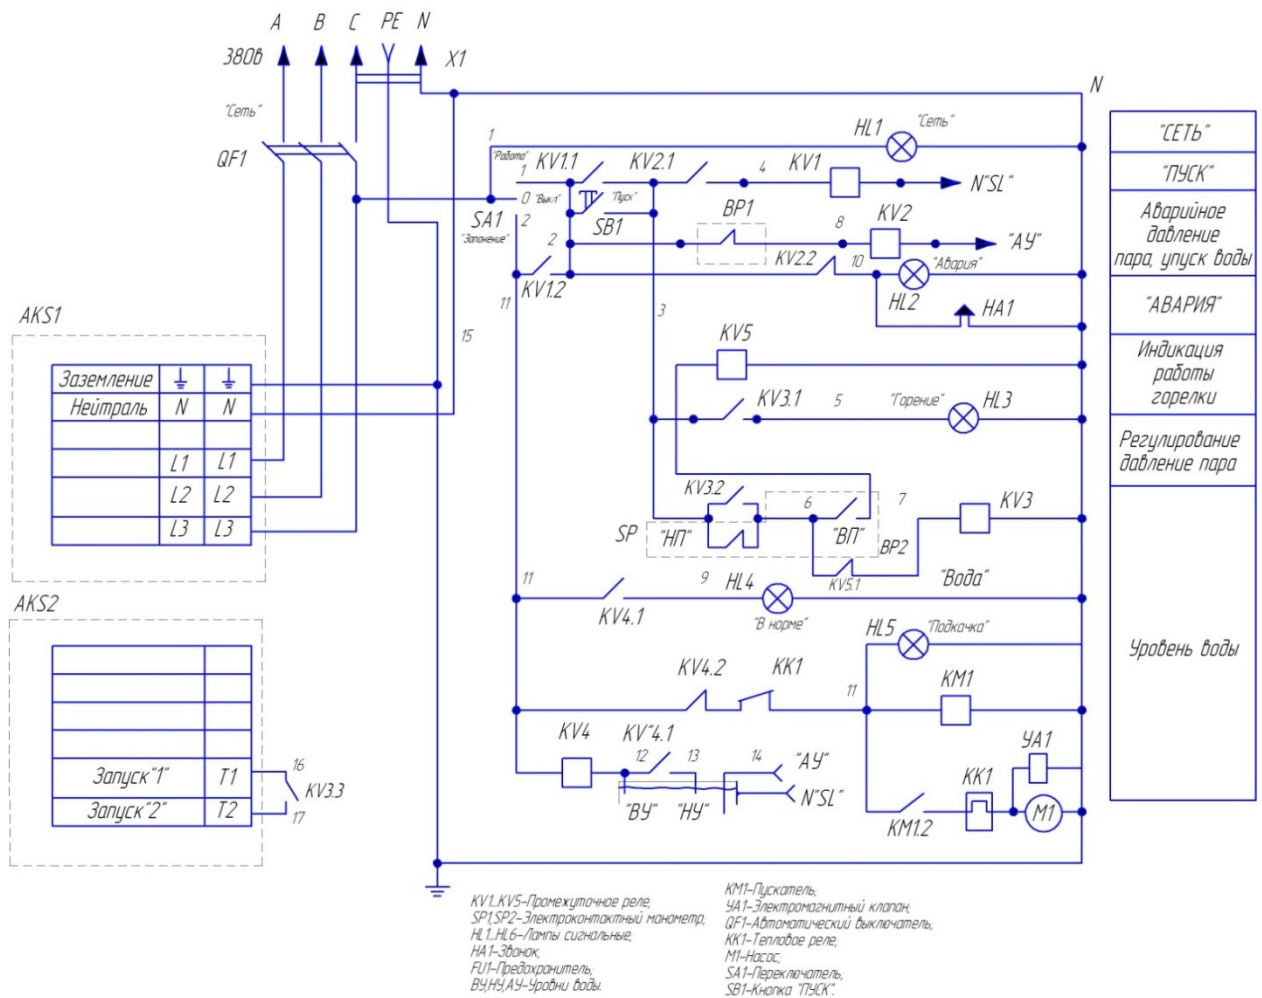 A B C PE N
380в
X1
N
"Сеть"
QF1
1
HL1
"Сеть"
"СЕТЬ"
"Работа"
1
KV1.1
KV2.1
4
KV1
N"SL"
"ПУСК"
0
"Выкл"
"Пуск"
SA1
2
SB1
BP1
8
KV2
"АУ"
"Заполнение"
Аварийное
давление
пара, упуск воды
2
KV2.2
10
"Авария"
KV1.2
HL2
11
3
HA1
"АВАРИЯ"
15
AKS1
KV5
Индикация
работы
горелки
Заземление
Нейтраль N N
KV3.1
5
"Горение"
HL3
L1 L1
L2 L2
L3 L3
Регулирование
давление пара
KV3.2
6
7
KV3
SP
"НП"
"ВП"
BP2
KV5.1
AKS2
11
9
HL4
"Вода"
KV4.1
"В норме"
HL5
"Подкачка"
Уровень воды
KV4.2
KK1
11
KM1
KV4
KV"4.1
12
13
14
"АУ"
YA1
Запуск"1" T1
16
KV3.3
N"SL"
KK1
Запуск"2" T2
17
"ВУ"
"НУ"
KM1.2
M1
KV1..KV5-Промежуточное реле,
SP1,SP2-Электроконтактный манометр,
HL1..HL6-Лампы сигнальные,
HA1-Звонок,
FU1-Предохранитель,
ВУ,НУ,АУ-Уровни воды.
KM1-Пускатель,
YA1-Электромагнитный клапан,
QF1-Автоматический выключатель,
KK1-Тепловое реле,
M1-Насос,
SA1-Переключатель,
SB1-Кнопка "ПУСК".